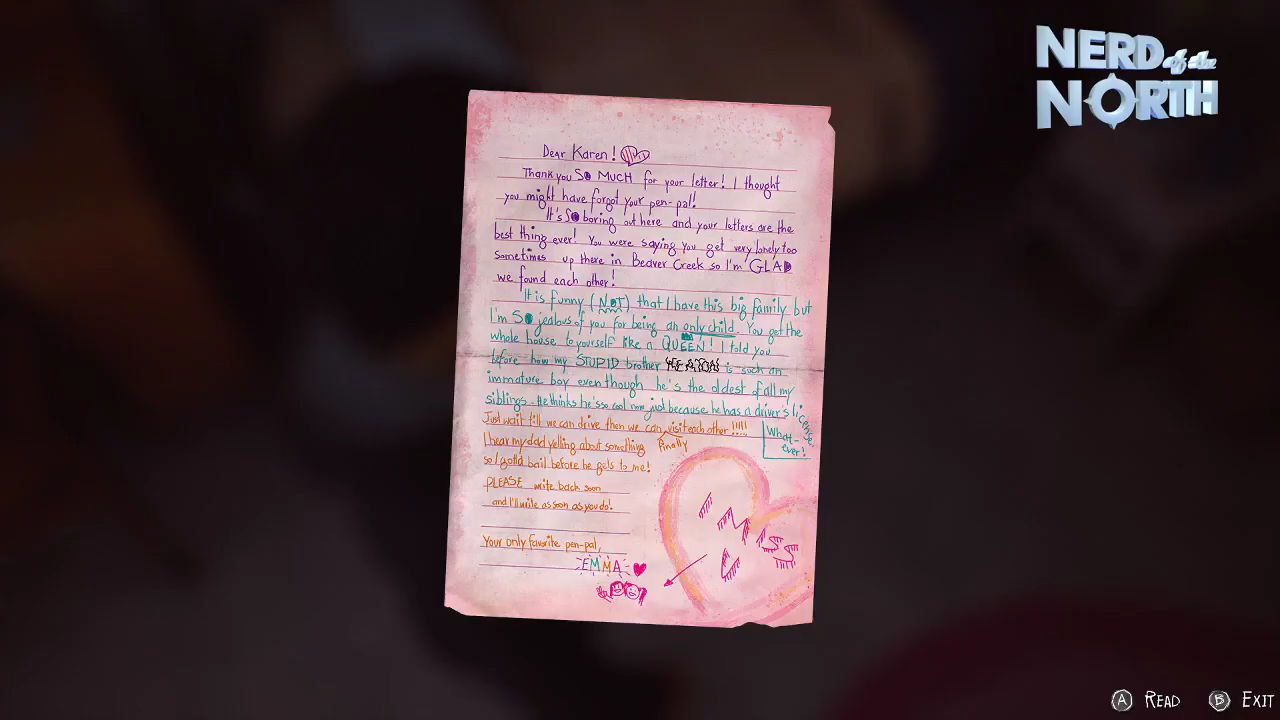 NERD of the
NORTH
Dear Karen!
Thank you SO MUCH for your letter! I thought
you might have forgot your pen-pal!
It's SO boring out here and your letters are the
best thing ever! You were saying you get very lonely too
sometimes up there in Beaver Creek so I'm GLAD
we found each other!
It is funny (NOT) that I have this big family but
I'm SO jealous of you for being an only child. You get the
whole house to yourself like a QUEEN! I told you
before how my STUPID brother is such an
immature boy even though he's the oldest of all my
siblings. He thinks he's so cool now just because he has a driver's license
What-
ever!
Just wait till we can drive then we can visit each other!!!!!
finally
I hear my dad yelling about something
so I gotta bail before he gets to me!
PLEASE write back soon
and I'll write as soon as you do!
Your only favorite pen-pal,
EMMA
US
A READ B EXIT